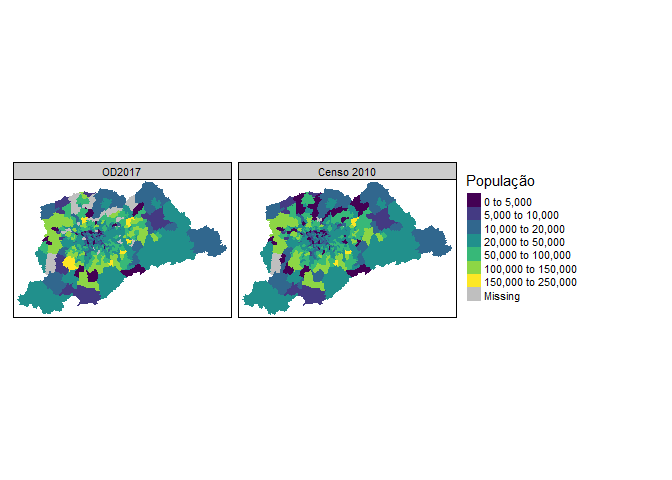 OD2017
Censo 2010
População
0 to 5,000
5,000 to 10,000
10,000 to 20,000
20,000 to 50,000
50,000 to 100,000
100,000 to 150,000
150,000 to 250,000
Missing